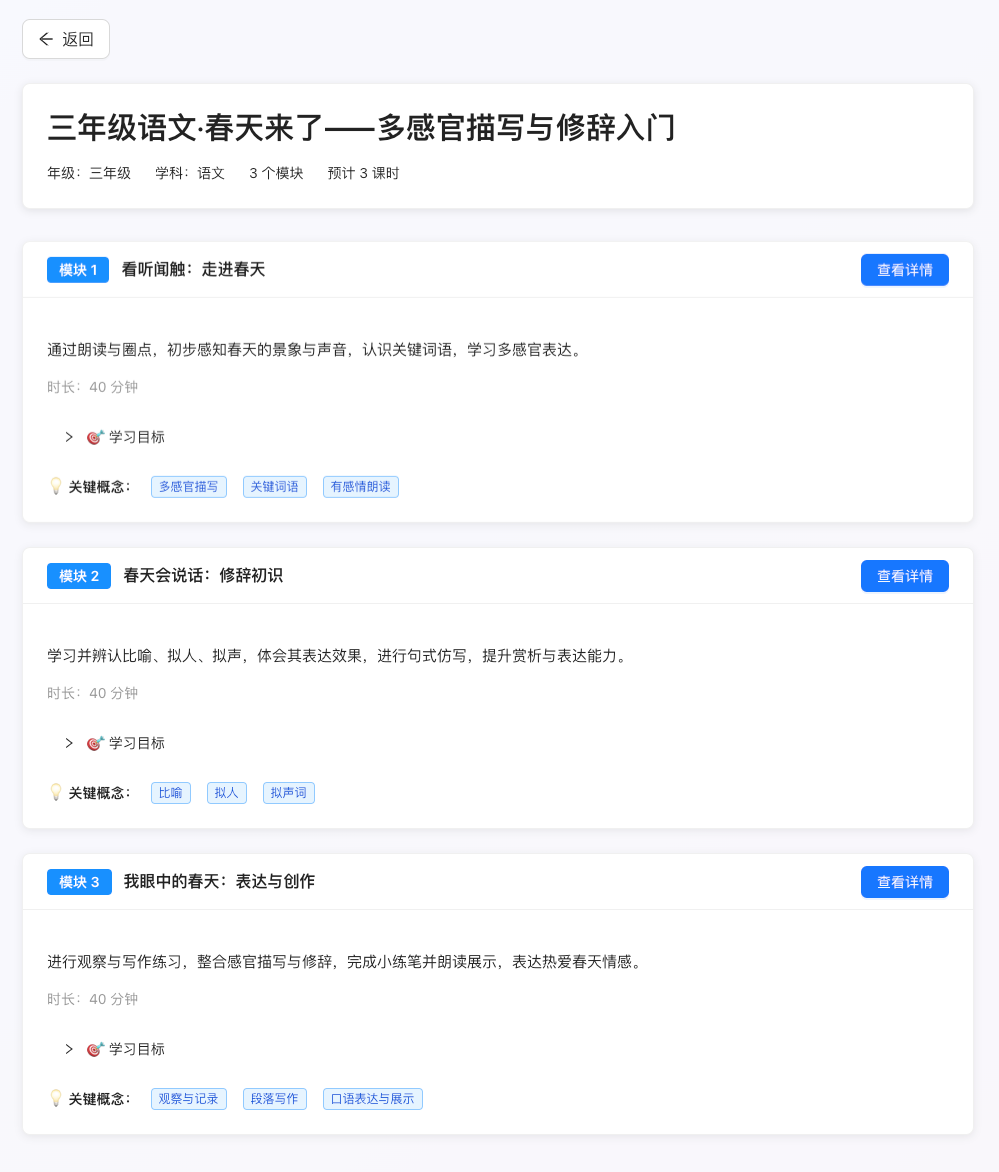 返回
三年级语文·春天来了——多感官描写与修辞入门
年级：三年级 学科：语文 3 个模块 预计 3 课时
模块 1 看听闻触：走进春天 查看详情
通过朗读与圈点，初步感知春天的景象与声音，认识关键词语，学习多感官表达。
时长：40 分钟
学习目标
关键概念： 多感官描写 关键词语 有感情朗读
模块 2 春天会说话：修辞初识 查看详情
学习并辨认比喻、拟人、拟声，体会其表达效果，进行句式仿写，提升赏析与表达能力。
时长：40 分钟
学习目标
关键概念： 比喻 拟人 拟声词
模块 3 我眼中的春天：表达与创作 查看详情
进行观察与写作练习，整合感官描写与修辞，完成小练笔并朗读展示，表达热爱春天情感。
时长：40 分钟
学习目标
关键概念： 观察与记录 段落写作 口语表达与展示